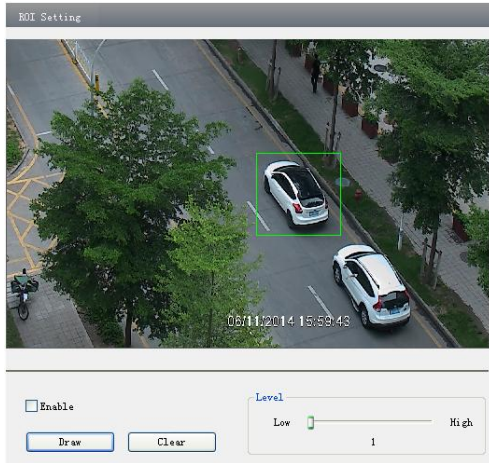 ROI Setting
06/11/2014 15:59:43
Enable
Draw
Clear
Level
Low
High
1